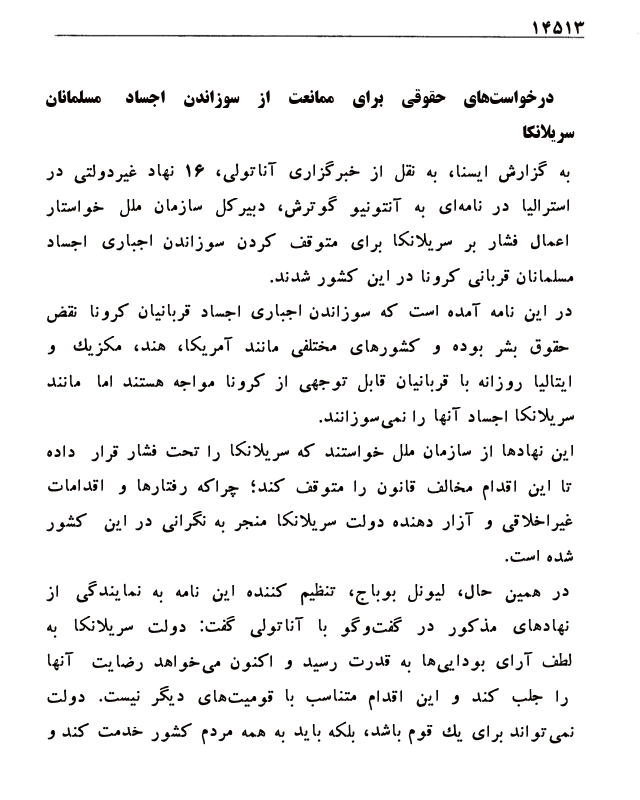 ۱۴۵۱۳
درخواست‌های حقوقی برای ممانعت از سوزاندن اجساد مسلمانان
سریلانکا
به گزارش ایسنا، به نقل از خبرگزاری آناتولی، ۱۶ نهاد غیردولتی در
استرالیا در نامه‌ای به آنتونیو گوترش، دبیرکل سازمان ملل خواستار
اعمال فشار بر سریلانکا برای متوقف کردن سوزاندن اجباری اجساد
مسلمانان قربانی کرونا در این کشور شدند.
در این نامه آمده است که سوزاندن اجباری اجساد قربانیان کرونا نقض
حقوق بشر بوده و کشورهای مختلفی مانند آمریکا، هند، مکزیك و
ایتالیا روزانه با قربانیان قابل توجهی از کرونا مواجه هستند اما مانند
سریلانکا اجساد آنها را نمی‌سوزانند.
این نهادها از سازمان ملل خواستند که سریلانکا را تحت فشار قرار داده
تا این اقدام مخالف قانون را متوقف کند؛ چراکه رفتارها و اقدامات
غیراخلاقی و آزار دهنده دولت سریلانکا منجر به نگرانی در این کشور
شده است.
در همین حال، لیونل بوباج، تنظیم کننده این نامه به نمایندگی از
نهادهای مذکور در گفت‌وگو با آناتولی گفت: دولت سریلانکا به
لطف آرای بودایی‌ها به قدرت رسید و اکنون می‌خواهد رضایت آنها
را جلب کند و این اقدام متناسب با قومیت‌های دیگر نیست. دولت
نمی‌تواند برای یك قوم باشد، بلکه باید به همه مردم کشور خدمت کند و